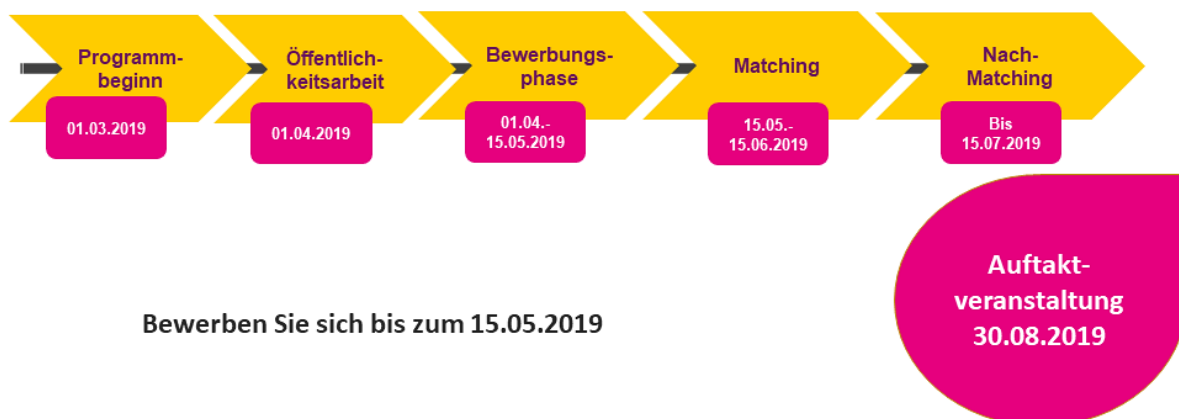 Programm-
beginn
01.03.2019
Öffentlich-
keitsarbeit
01.04.2019
Bewerbungs-
phase
01.04.-
15.05.2019
Matching
15.05.-
15.06.2019
Nach-
Matching
Bis
15.07.2019
Auftakt-
veranstaltung
30.08.2019
Bewerben Sie sich bis zum 15.05.2019